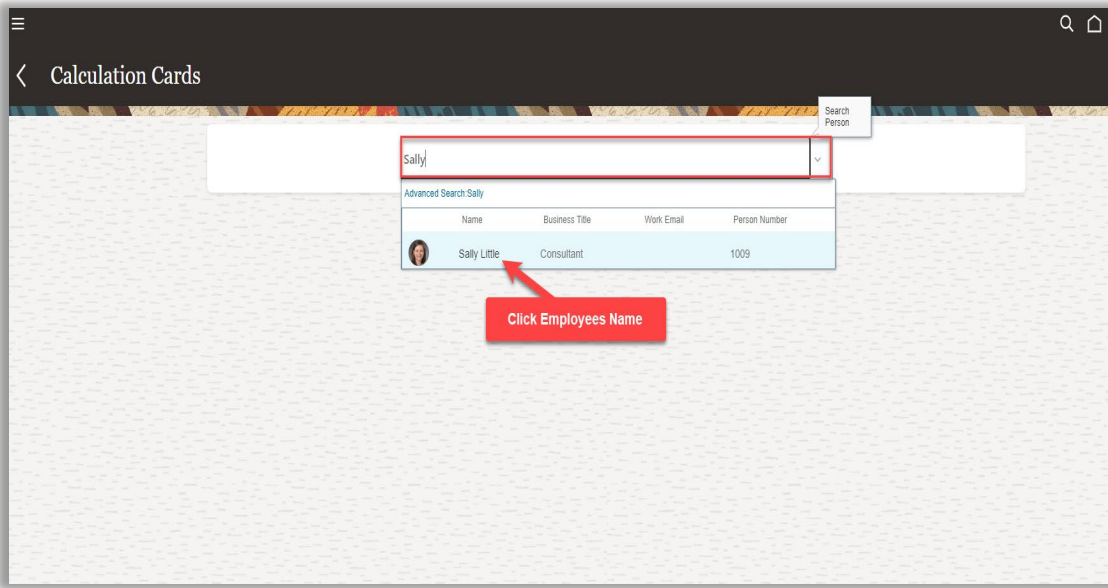 Calculation Cards
Search
Person
Sally
Advanced Search:Sally
Name Business Title Work Email Person Number
Sally Little Consultant 1009
Click Employees Name